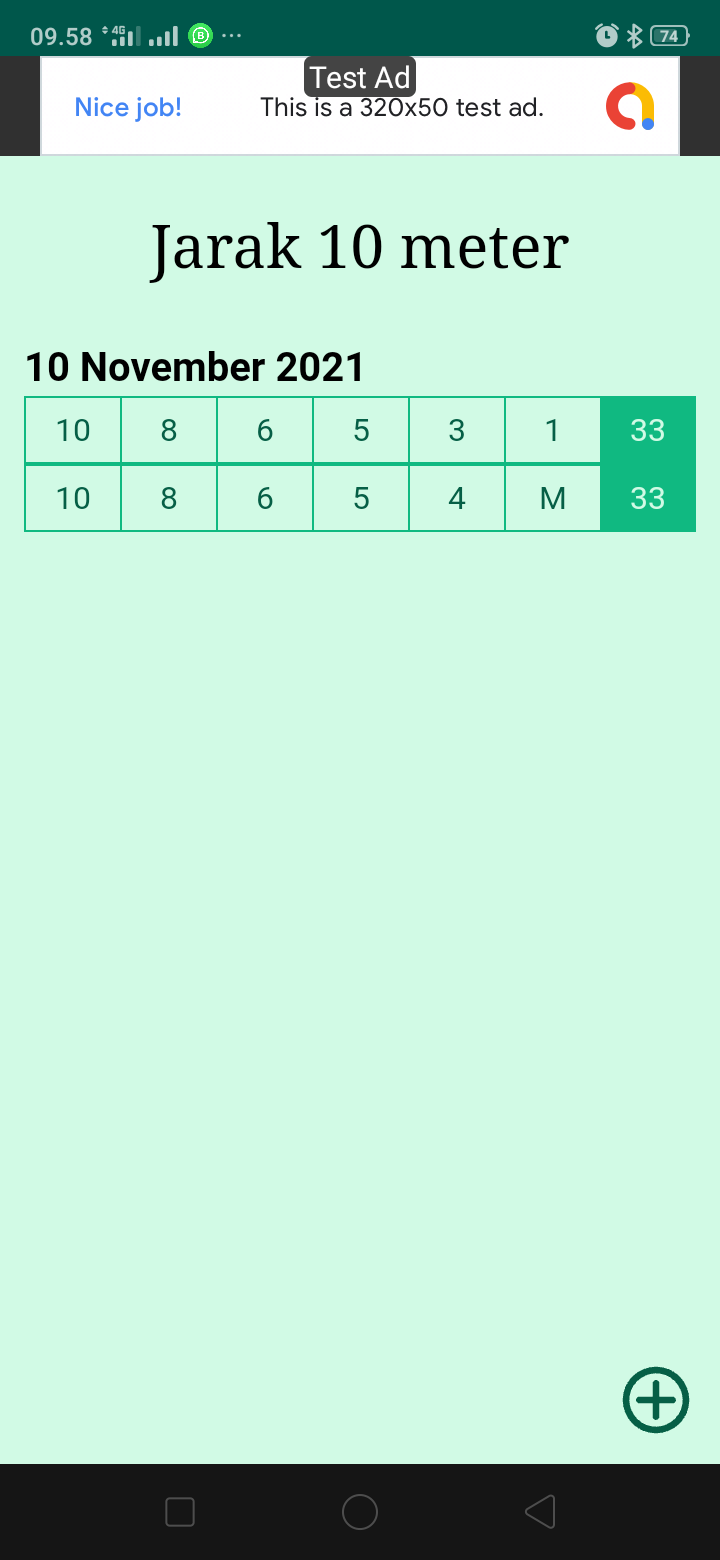 09.58 4G B ... 74
Test Ad
Nice job! This is a 320x50 test ad.
Jarak 10 meter
10 November 2021
10 8 6 5 3 1 33
10 8 6 5 4 M 33